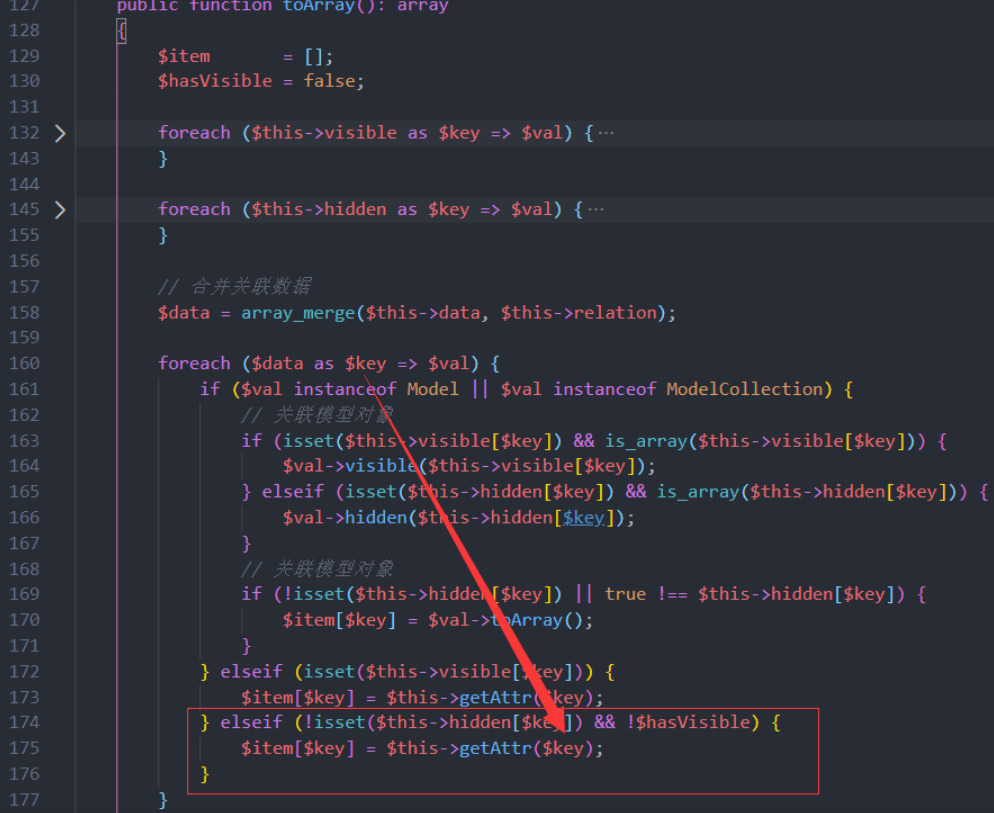 127 public function toArray(): array
128 {
129 $item = [];
130 $hasVisible = false;
131
132 foreach ($this->visible as $key => $val) { ···
143 }
144
145 foreach ($this->hidden as $key => $val) { ···
155 }
156
157 // 合并关联数据
158 $data = array_merge($this->data, $this->relation);
159
160 foreach ($data as $key => $val) {
161 if ($val instanceof Model || $val instanceof ModelCollection) {
162 // 关联模型对象
163 if (isset($this->visible[$key]) && is_array($this->visible[$key])) {
164 $val->visible($this->visible[$key]);
165 } elseif (isset($this->hidden[$key]) && is_array($this->hidden[$key])) {
166 $val->hidden($this->hidden[$key]);
167 }
168 // 关联模型对象
169 if (!isset($this->hidden[$key]) || true !== $this->hidden[$key]) {
170 $item[$key] = $val->toArray();
171 }
172 } elseif (isset($this->visible[$key])) {
173 $item[$key] = $this->getAttr($key);
174 } elseif (!isset($this->hidden[$key]) && !$hasVisible) {
175 $item[$key] = $this->getAttr($key);
176 }
177 }